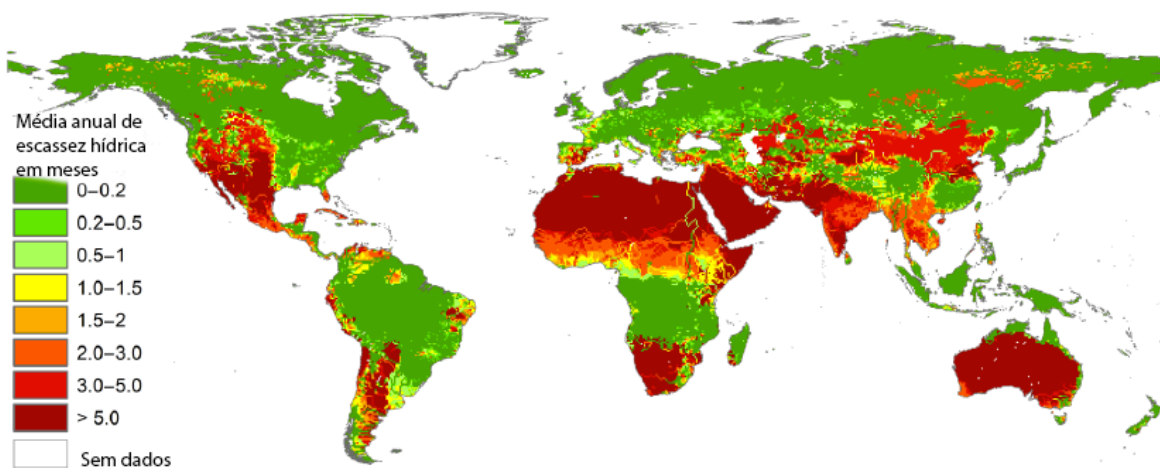 Média anual de
escassez hídrica
em meses
0–0.2
0.2–0.5
0.5–1
1.0–1.5
1.5–2
2.0–3.0
3.0–5.0
> 5.0
Sem dados